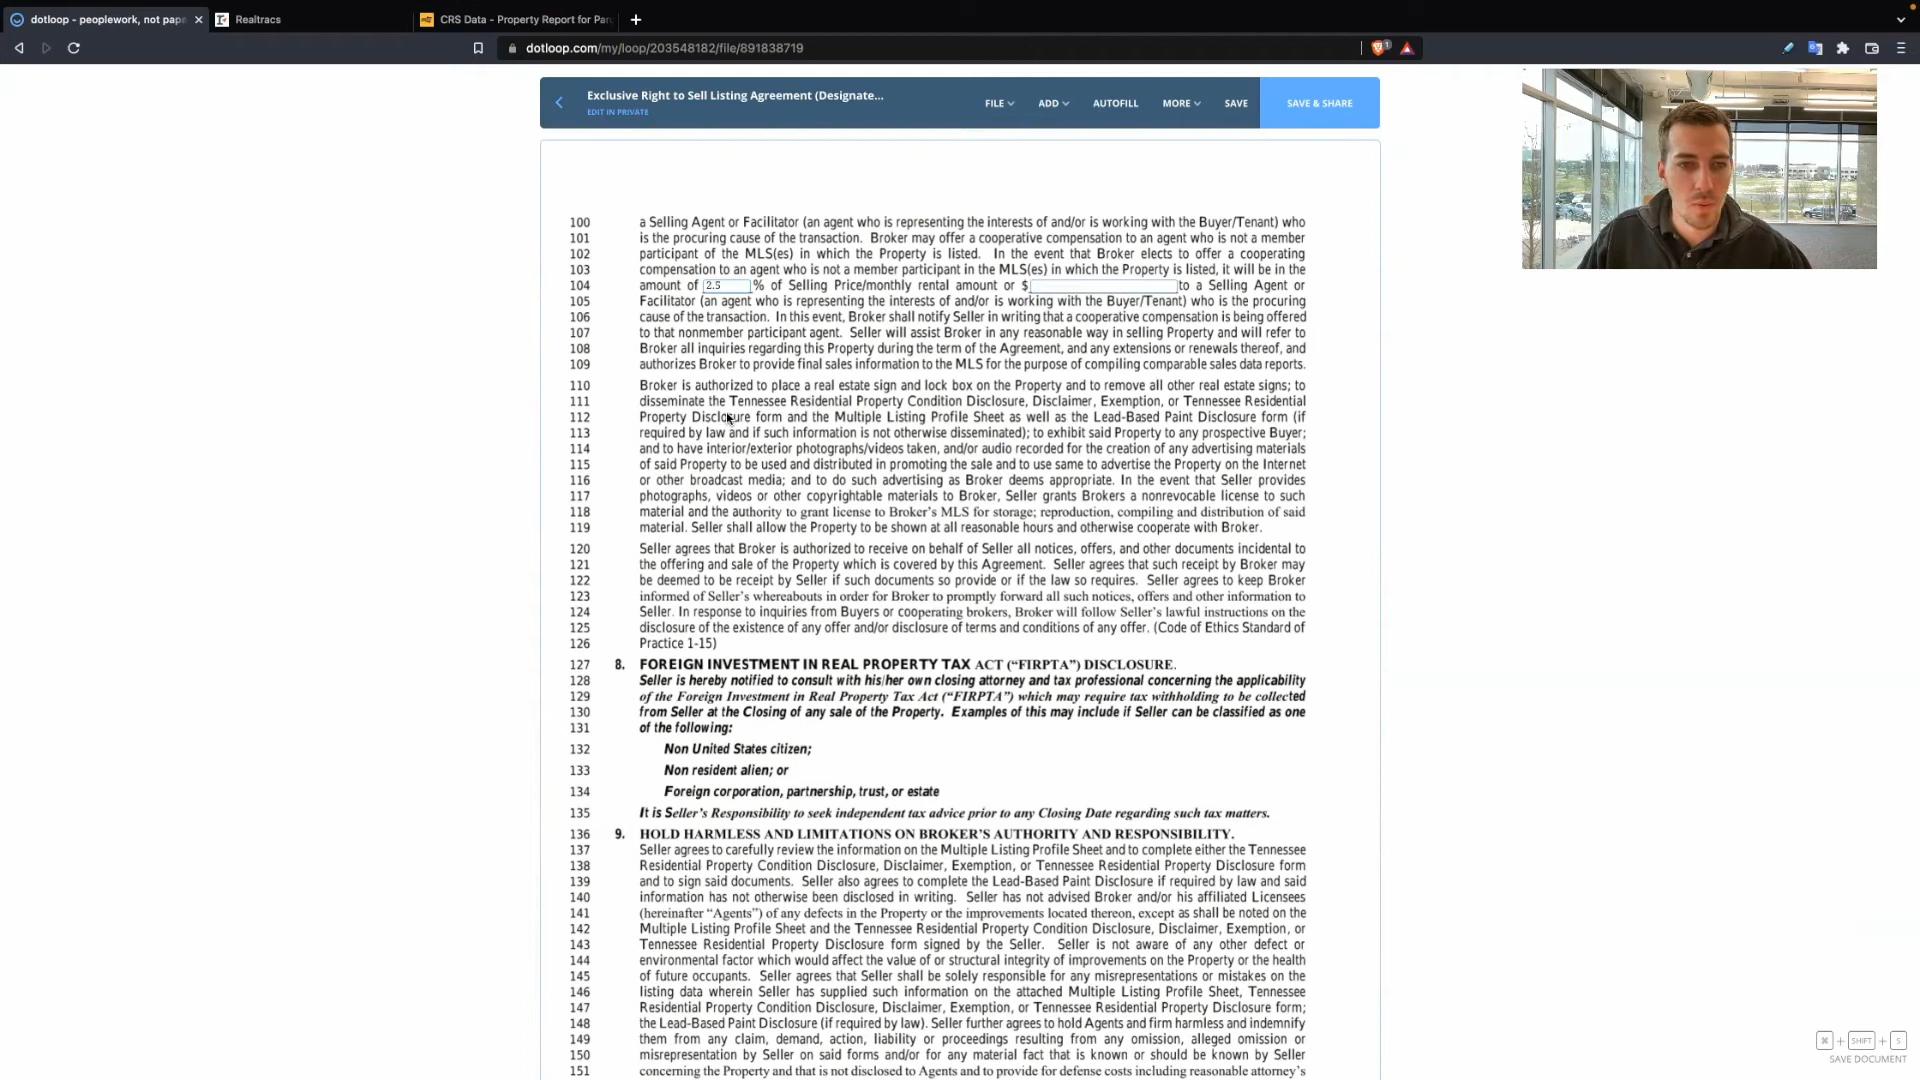 dotloop - peoplework, not pap
Realtracs
CRS Data - Property Report for Par
dotloop.com/my/loop/203548182/file/891838719
1
Exclusive Right to Sell Listing Agreement (Designate...
EDIT IN PRIVATE
FILE
ADD
AUTOFILL
MORE
SAVE
SAVE & SHARE
100 a Selling Agent or Facilitator (an agent who is representing the interests of and/or is working with the Buyer/Tenant) who
101 is the procuring cause of the transaction. Broker may offer a cooperative compensation to an agent who is not a member
102 participant of the MLS(es) in which the Property is listed. In the event that Broker elects to offer a cooperating
103 compensation to an agent who is not a member participant in the MLS(es) in which the Property is listed, it will be in the
104 amount of 2.5 % of Selling Price/monthly rental amount or $ to a Selling Agent or
105 Facilitator (an agent who is representing the interests of and/or is working with the Buyer/Tenant) who is the procuring
106 cause of the transaction. In this event, Broker shall notify Seller in writing that a cooperative compensation is being offered
107 to that nonmember participant agent. Seller will assist Broker in any reasonable way in selling Property and will refer to
108 Broker all inquiries regarding this Property during the term of the Agreement, and any extensions or renewals thereof, and
109 authorizes Broker to provide final sales information to the MLS for the purpose of compiling comparable sales data reports.
110 Broker is authorized to place a real estate sign and lock box on the Property and to remove all other real estate signs; to
111 disseminate the Tennessee Residential Property Condition Disclosure, Disclaimer, Exemption, or Tennessee Residential
112 Property Disclosure form and the Multiple Listing Profile Sheet as well as the Lead-Based Paint Disclosure form (if
113 required by law and if such information is not otherwise disseminated); to exhibit said Property to any prospective Buyer;
114 and to have interior/exterior photographs/videos taken, and/or audio recorded for the creation of any advertising materials
115 of said Property to be used and distributed in promoting the sale and to use same to advertise the Property on the Internet
116 or other broadcast media; and to do such advertising as Broker deems appropriate. In the event that Seller provides
117 photographs, videos or other copyrightable materials to Broker, Seller grants Brokers a nonrevocable license to such
118 material and the authority to grant license to Broker's MLS for storage; reproduction, compiling and distribution of said
119 material. Seller shall allow the Property to be shown at all reasonable hours and otherwise cooperate with Broker.
120 Seller agrees that Broker is authorized to receive on behalf of Seller all notices, offers, and other documents incidental to
121 the offering and sale of the Property which is covered by this Agreement. Seller agrees that such receipt by Broker may
122 be deemed to be receipt by Seller if such documents so provide or if the law so requires. Seller agrees to keep Broker
123 informed of Seller's whereabouts in order for Broker to promptly forward all such notices, offers and other information to
124 Seller. In response to inquiries from Buyers or cooperating brokers, Broker will follow Seller's lawful instructions on the
125 disclosure of the existence of any offer and/or disclosure of terms and conditions of any offer. (Code of Ethics Standard of
126 Practice 1-15)
127 8. FOREIGN INVESTMENT IN REAL PROPERTY TAX ACT (“FIRPTA”) DISCLOSURE.
128 Seller is hereby notified to consult with his/her own closing attorney and tax professional concerning the applicability
129 of the Foreign Investment in Real Property Tax Act (“FIRPTA”) which may require tax withholding to be collected
130 from Seller at the Closing of any sale of the Property. Examples of this may include if Seller can be classified as one
131 of the following:
132 Non United States citizen;
133 Non resident alien; or
134 Foreign corporation, partnership, trust, or estate
135 It is Seller's Responsibility to seek independent tax advice prior to any Closing Date regarding such tax matters.
136 9. HOLD HARMLESS AND LIMITATIONS ON BROKER'S AUTHORITY AND RESPONSIBILITY.
137 Seller agrees to carefully review the information on the Multiple Listing Profile Sheet and to complete either the Tennessee
138 Residential Property Condition Disclosure, Disclaimer, Exemption, or Tennessee Residential Property Disclosure form
139 and to sign said documents. Seller also agrees to complete the Lead-Based Paint Disclosure if required by law and said
140 information has not otherwise been disclosed in writing. Seller has not advised Broker and/or his affiliated Licensees
141 (hereinafter “Agents”) of any defects in the Property or the improvements located thereon, except as shall be noted on the
142 Multiple Listing Profile Sheet and the Tennessee Residential Property Condition Disclosure, Disclaimer, Exemption, or
143 Tennessee Residential Property Disclosure form signed by the Seller. Seller is not aware of any other defect or
144 environmental factor which would affect the value of or structural integrity of improvements on the Property or the health
145 of future occupants. Seller agrees that Seller shall be solely responsible for any misrepresentations or mistakes on the
146 listing data wherein Seller has supplied such information on the attached Multiple Listing Profile Sheet, Tennessee
147 Residential Property Condition Disclosure, Disclaimer, Exemption, or Tennessee Residential Property Disclosure form;
148 the Lead-Based Paint Disclosure (if required by law). Seller further agrees to hold Agents and firm harmless and indemnify
149 them from any claim, demand, action, liability or proceedings resulting from any omission, alleged omission or
150 misrepresentation by Seller on said forms and/or for any material fact that is known or should be known by Seller
151 concerning the Property and that is not disclosed to Agents and to provide for defense costs including reasonable attorney's
⌘ + SHIFT + S
SAVE DOCUMENT